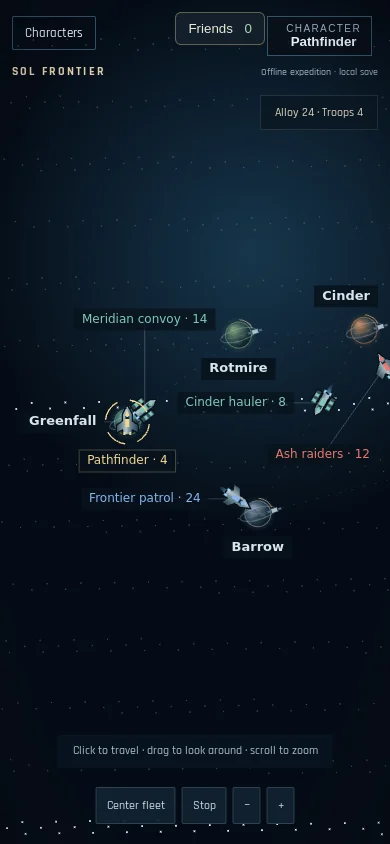 Characters
Friends 0
CHARACTER
Pathfinder
SOL FRONTIER
Offline expedition · local save
Alloy 24 · Troops 4
Cinder
Meridian convoy · 14
Rotmire
Cinder hauler · 8
Greenfall
Ash raiders · 12
Pathfinder · 4
Frontier patrol · 24
Barrow
Click to travel · drag to look around · scroll to zoom
Center fleet
Stop
−
+